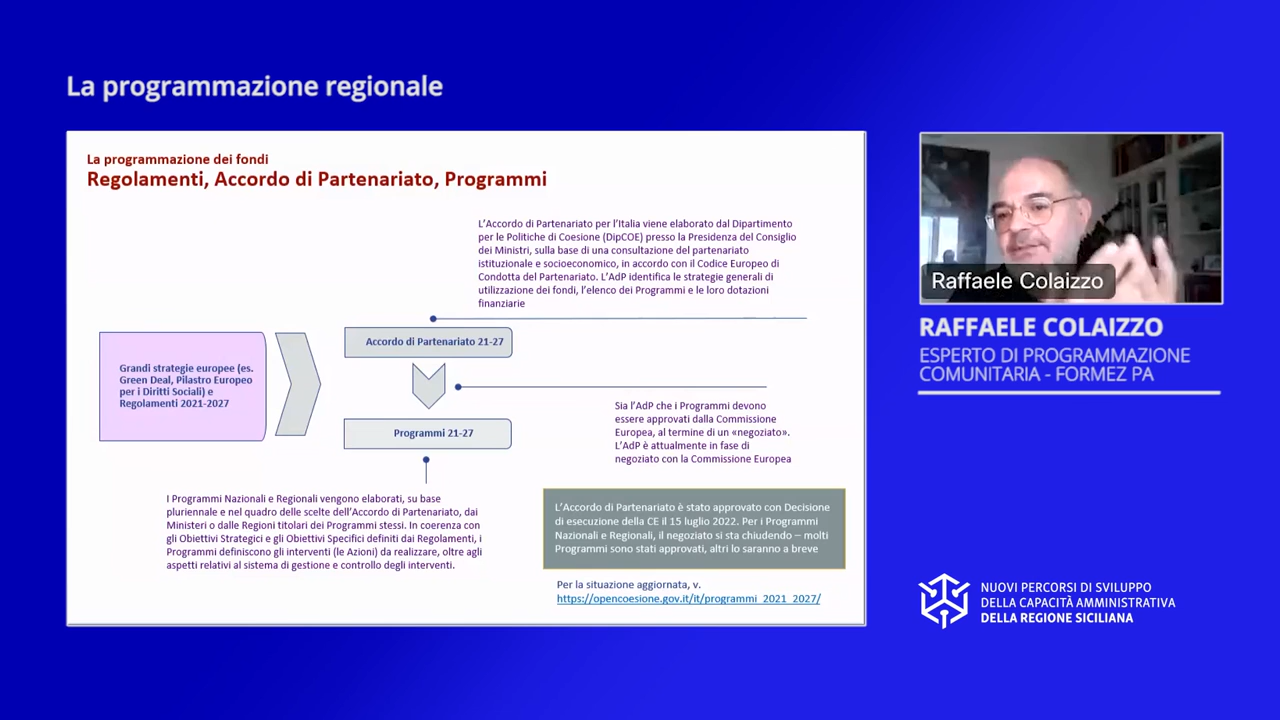 La programmazione regionale
La programmazione dei fondi
Regolamenti, Accordo di Partenariato, Programmi
L'Accordo di Partenariato per l'Italia viene elaborato dal Dipartimento
per le Politiche di Coesione (DipCOE) presso la Presidenza del Consiglio
dei Ministri, sulla base di una consultazione del partenariato
istituzionale e socioeconomico, in accordo con il Codice Europeo di
Condotta del Partenariato. L'AdP identifica le strategie generali di
utilizzazione dei fondi, l'elenco dei Programmi e le loro dotazioni
finanziarie
Grandi strategie europee (es.
Green Deal, Pilastro Europeo
per i Diritti Sociali) e
Regolamenti 2021-2027
Accordo di Partenariato 21-27
Programmi 21-27
Sia l'AdP che i Programmi devono
essere approvati dalla Commissione
Europea, al termine di un «negoziato».
L'AdP è attualmente in fase di
negoziato con la Commissione Europea
I Programmi Nazionali e Regionali vengono elaborati, su base
pluriennale e nel quadro delle scelte dell'Accordo di Partenariato, dai
Ministeri o dalle Regioni titolari dei Programmi stessi. In coerenza con
gli Obiettivi Strategici e gli Obiettivi Specifici definiti dai Regolamenti, i
Programmi definiscono gli interventi (le Azioni) da realizzare, oltre agli
aspetti relativi al sistema di gestione e controllo degli interventi.
L'Accordo di Partenariato è stato approvato con Decisione
di esecuzione della CE il 15 luglio 2022. Per i Programmi
Nazionali e Regionali, il negoziato si sta chiudendo – molti
Programmi sono stati approvati, altri lo saranno a breve
Per la situazione aggiornata, v.
https://opencoesione.gov.it/it/programmi_2021_2027/
Raffaele Colaizzo
RAFFAELE COLAIZZO
ESPERTO DI PROGRAMMAZIONE
COMUNITARIA - FORMEZ PA
NUOVI PERCORSI DI SVILUPPO
DELLA CAPACITÀ AMMINISTRATIVA
DELLA REGIONE SICILIANA